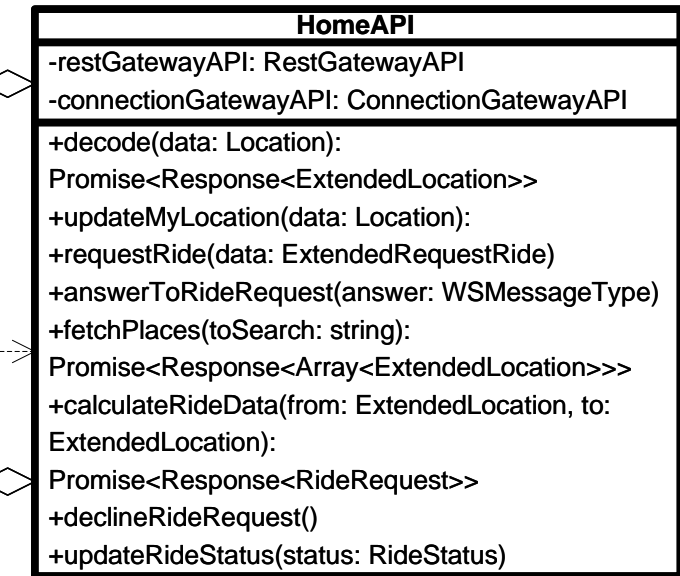 HomeAPI
-restGatewayAPI: RestGatewayAPI
-connectionGatewayAPI: ConnectionGatewayAPI
+decode(data: Location):
Promise<Response<ExtendedLocation>>
+updateMyLocation(data: Location):
+requestRide(data: ExtendedRequestRide)
+answerToRideRequest(answer: WSMessageType)
+fetchPlaces(toSearch: string):
Promise<Response<Array<ExtendedLocation>>>
+calculateRideData(from: ExtendedLocation, to:
ExtendedLocation):
Promise<Response<RideRequest>>
+declineRideRequest()
+updateRideStatus(status: RideStatus)